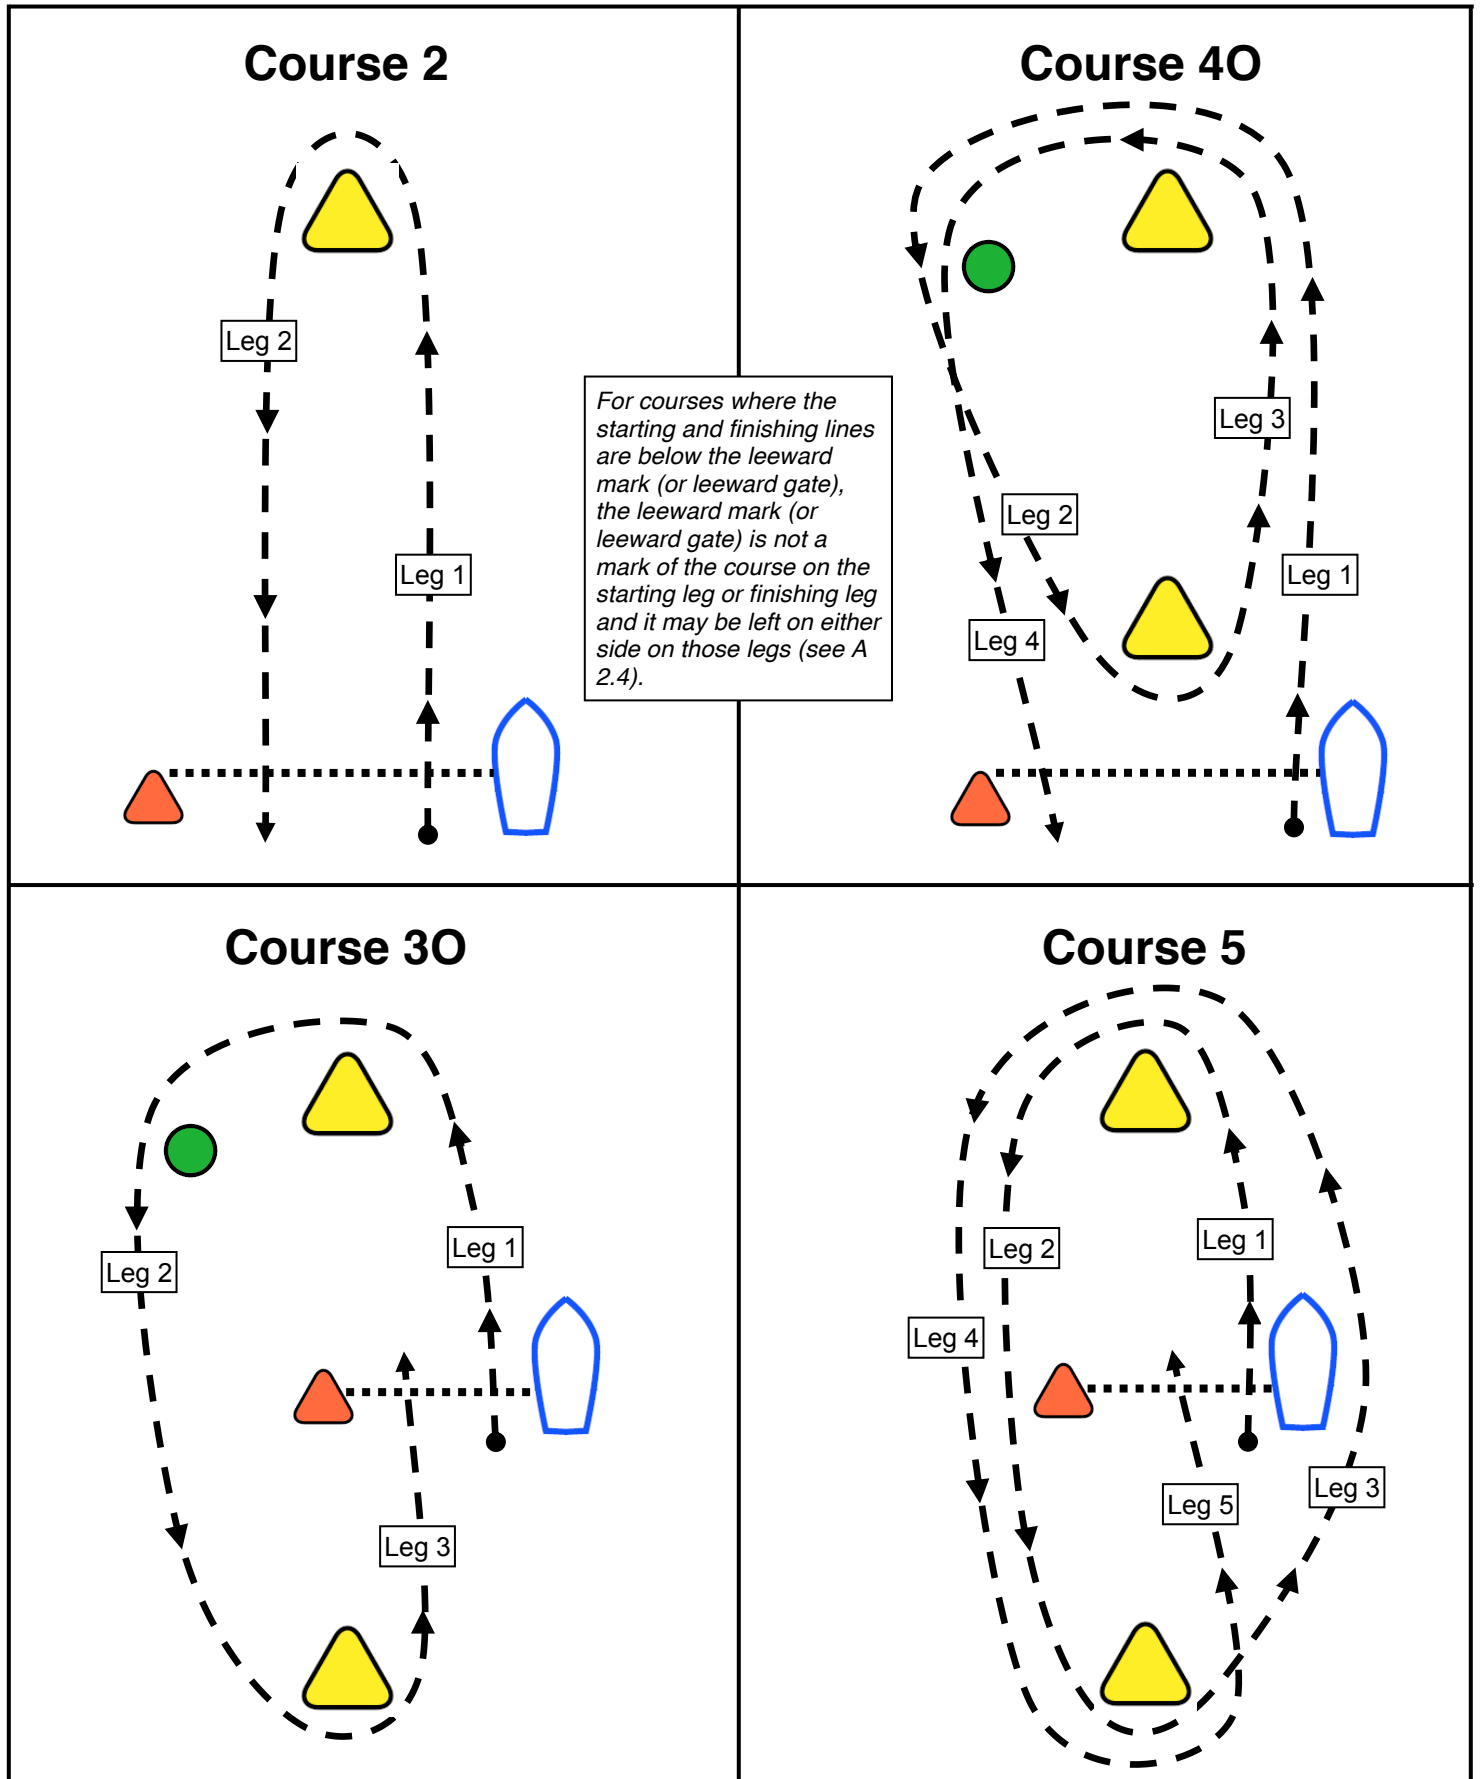 Course 2
Leg 2
Leg 1
Course 4O
Leg 3
Leg 2
Leg 1
Leg 4
For courses where the
starting and finishing lines
are below the leeward
mark (or leeward gate),
the leeward mark (or
leeward gate) is not a
mark of the course on the
starting leg or finishing leg
and it may be left on either
side on those legs (see A
2.4).
Course 3O
Leg 1
Leg 2
Leg 3
Course 5
Leg 1
Leg 2
Leg 4
Leg 3
Leg 5